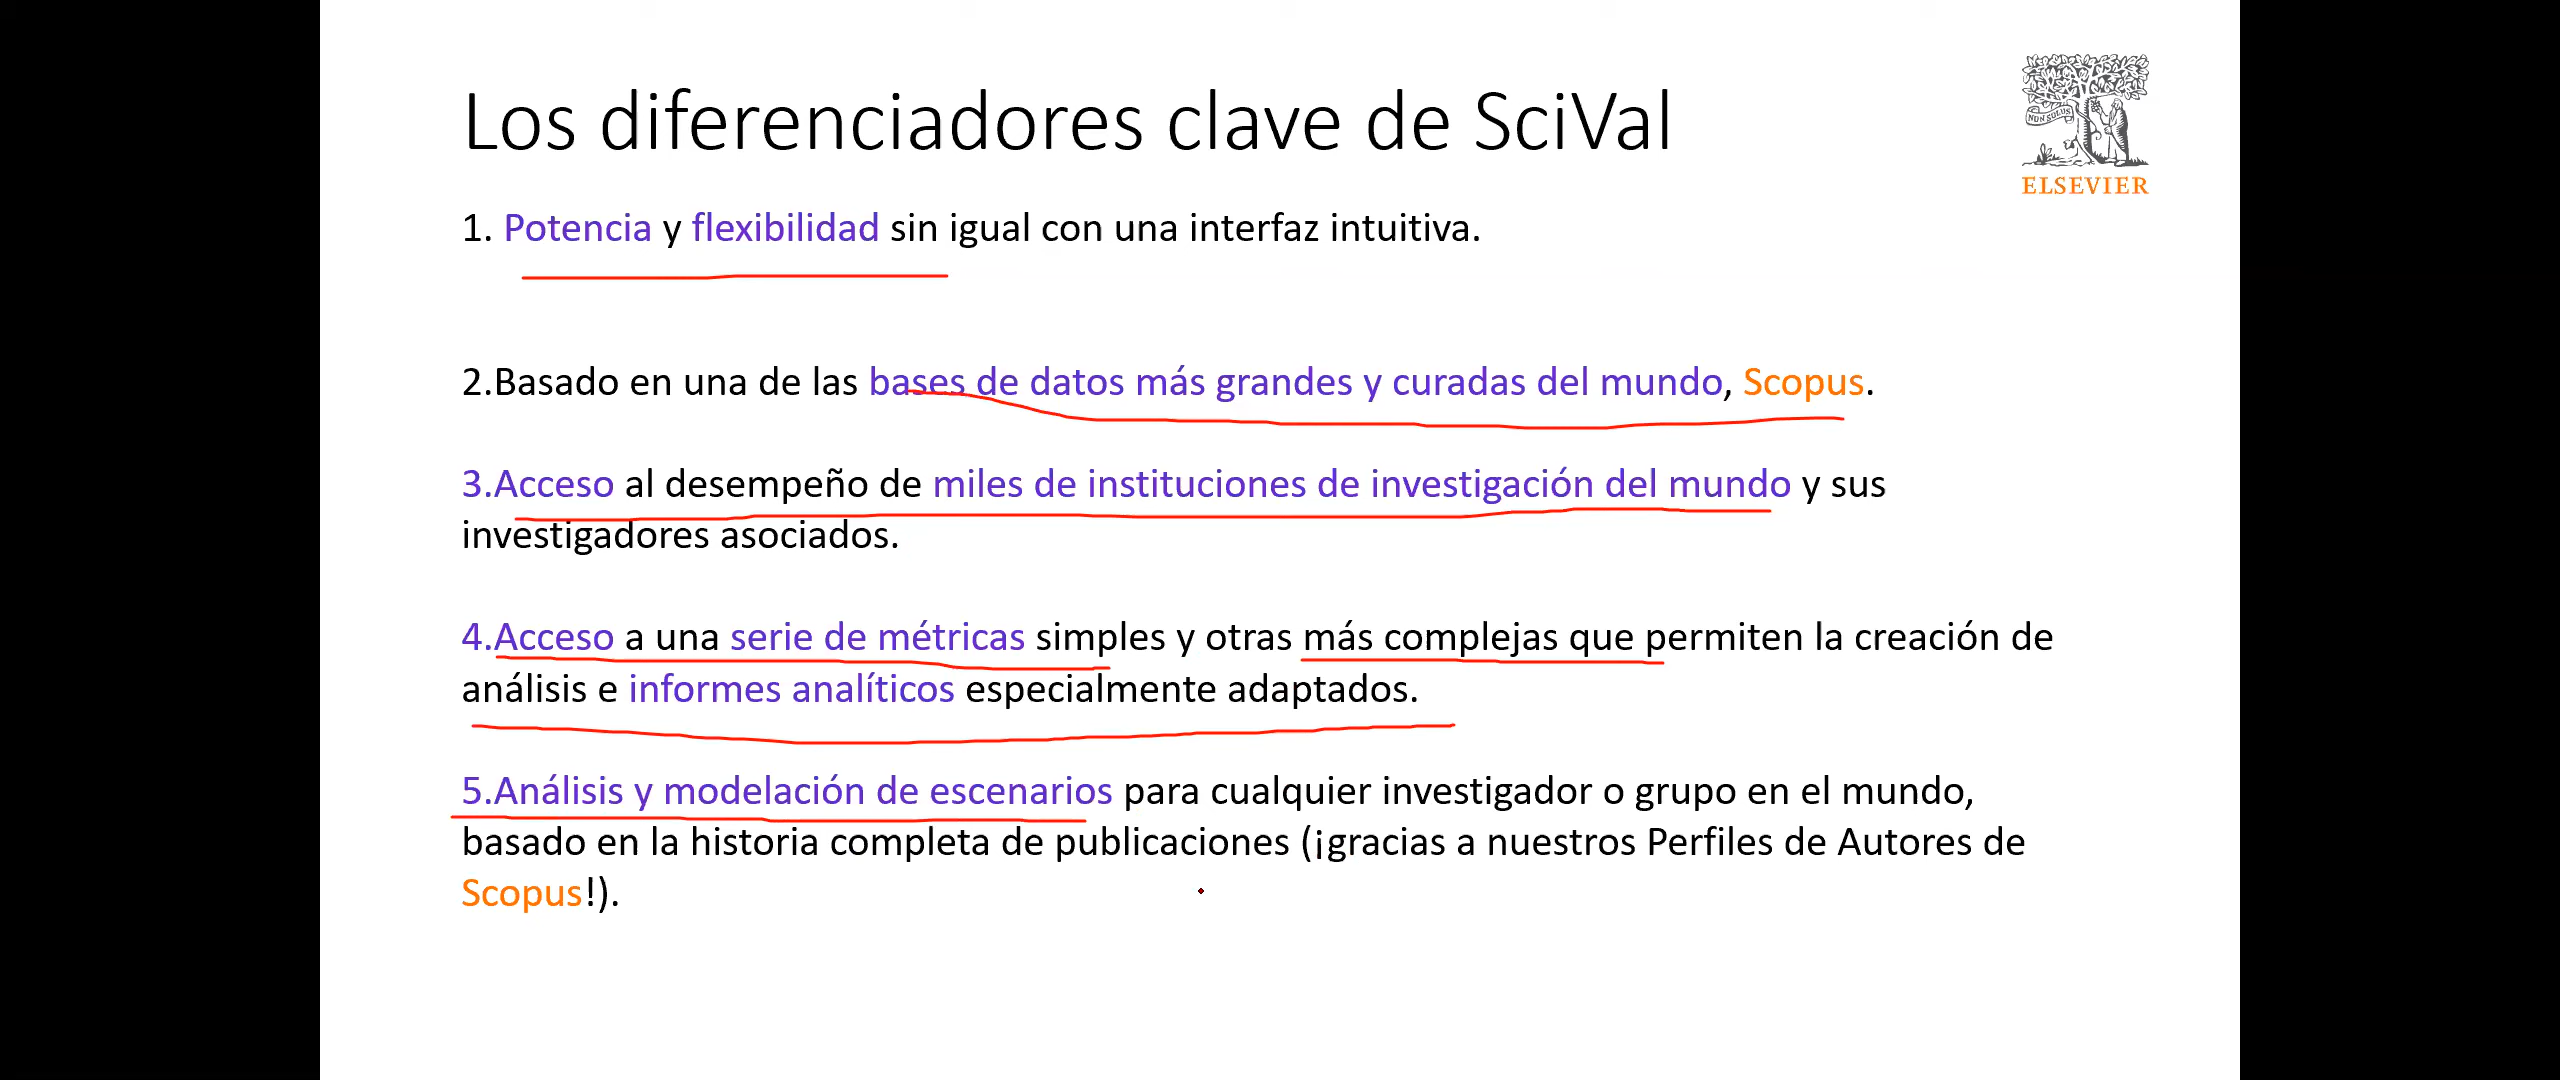 Los diferenciadores clave de SciVal
NON SOLUS
ELSEVIER
1. Potencia y flexibilidad sin igual con una interfaz intuitiva.
2.Basado en una de las bases de datos más grandes y curadas del mundo, Scopus.
3.Acceso al desempeño de miles de instituciones de investigación del mundo y sus
investigadores asociados.
4.Acceso a una serie de métricas simples y otras más complejas que permiten la creación de
análisis e informes analíticos especialmente adaptados.
5.Análisis y modelación de escenarios para cualquier investigador o grupo en el mundo,
basado en la historia completa de publicaciones (¡gracias a nuestros Perfiles de Autores de
Scopus!).